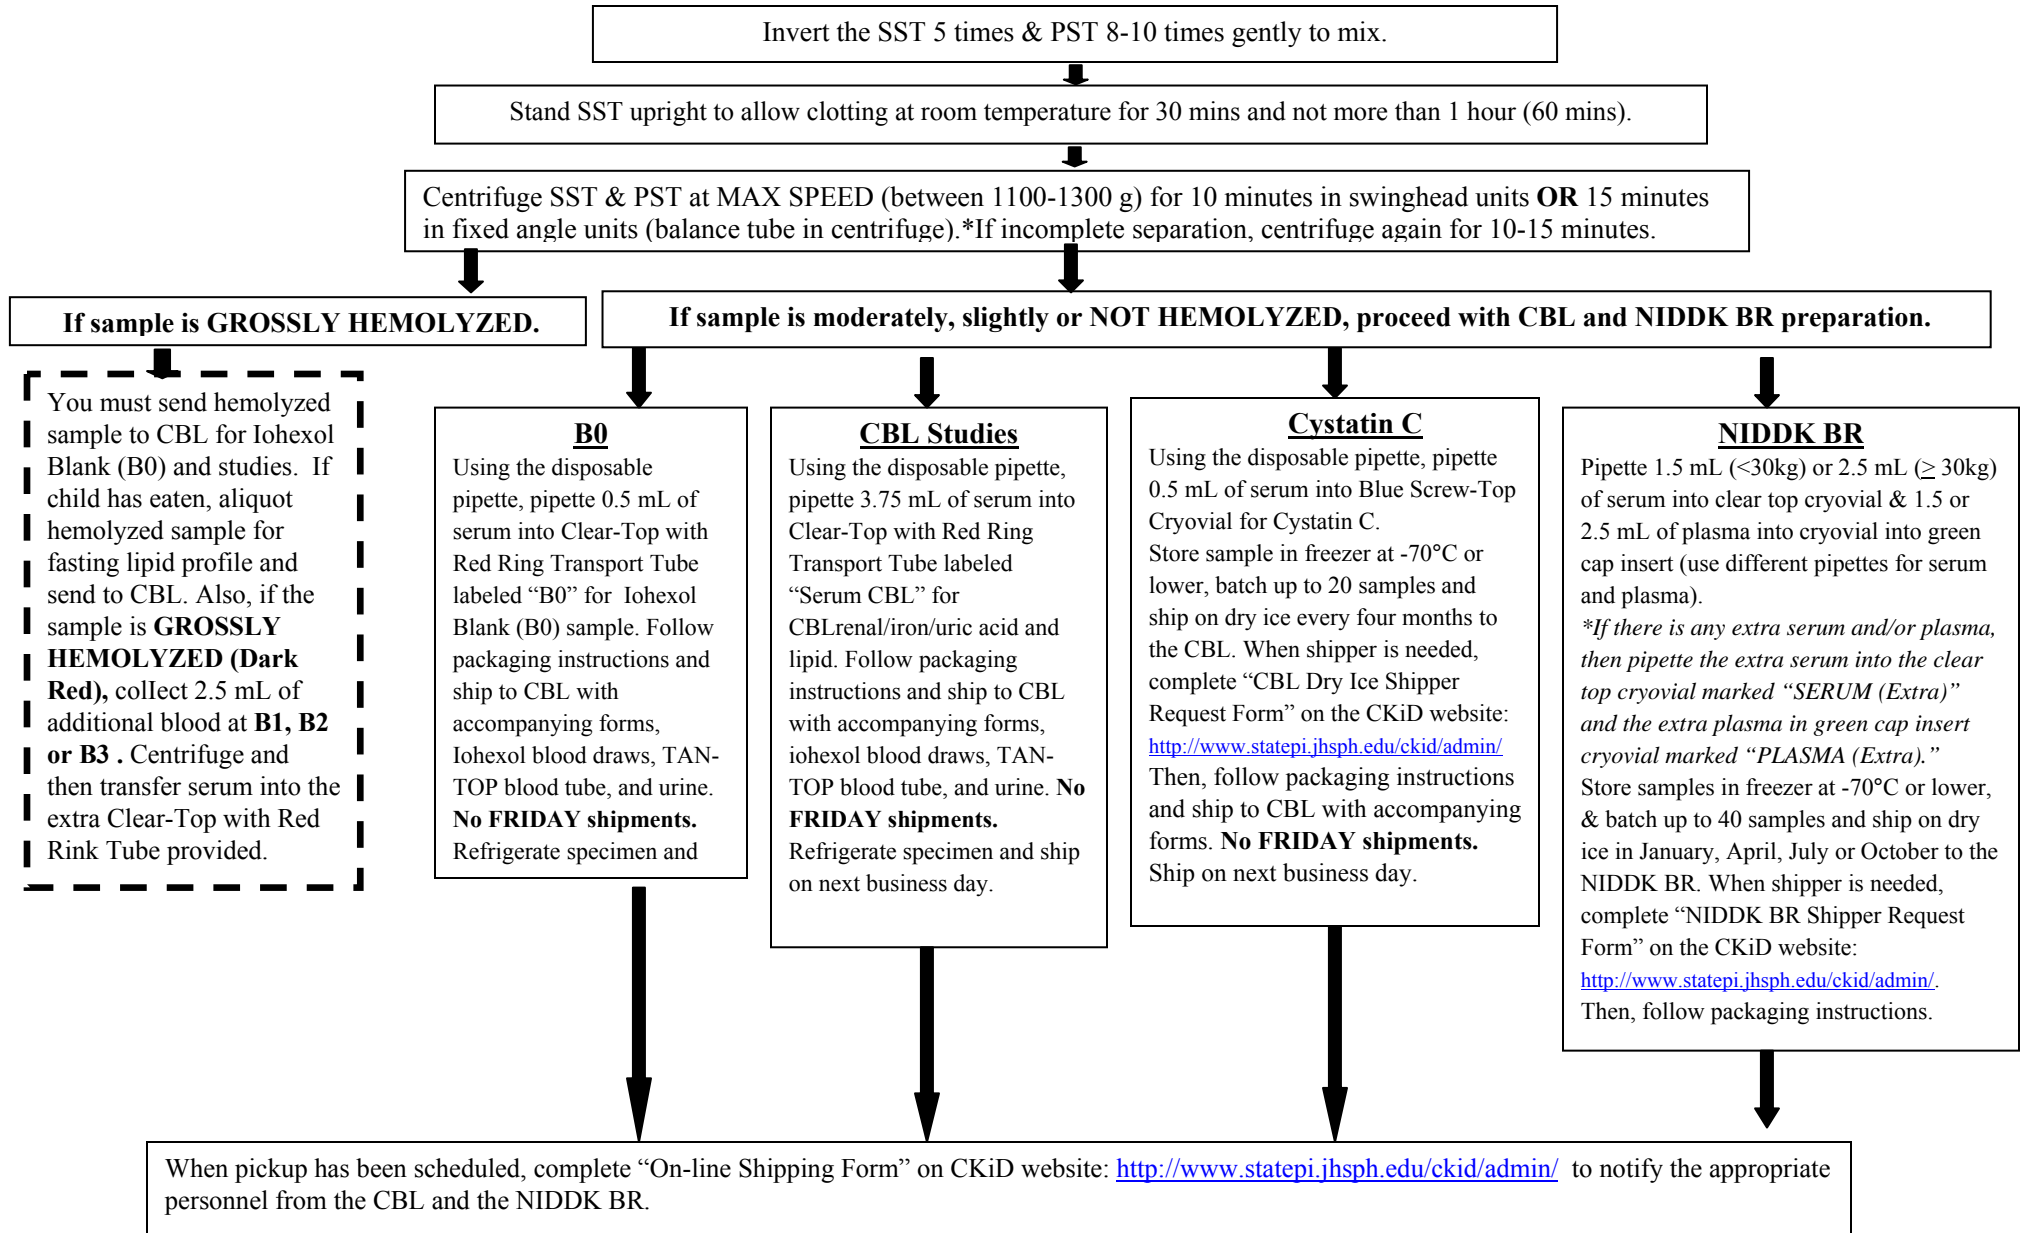 Invert the SST 5 times & PST 8-10 times gently to mix.
Stand SST upright to allow clotting at room temperature for 30 mins and not more than 1 hour (60 mins).
Centrifuge SST & PST at MAX SPEED (between 1100-1300 g) for 10 minutes in swinghead units OR 15 minutes
in fixed angle units (balance tube in centrifuge).*If incomplete separation, centrifuge again for 10-15 minutes.
If sample is GROSSLY HEMOLYZED.
If sample is moderately, slightly or NOT HEMOLYZED, proceed with CBL and NIDDK BR preparation.
You must send hemolyzed
sample to CBL for Iohexol
Blank (B0) and studies.  If
child has eaten, aliquot
hemolyzed sample for
fasting lipid profile and
send to CBL. Also, if the
sample is GROSSLY
HEMOLYZED (Dark
Red), colIect 2.5 mL of
additional blood at B1, B2
or B3 . Centrifuge and
then transfer serum into the
extra Clear-Top with Red
Rink Tube provided.
B0
Using the disposable
pipette, pipette 0.5 mL of
serum into Clear-Top with
Red Ring Transport Tube
labeled “B0” for  Iohexol
Blank (B0) sample. Follow
packaging instructions and
ship to CBL with
accompanying forms,
Iohexol blood draws, TAN-
TOP blood tube, and urine.
No FRIDAY shipments.
Refrigerate specimen and
CBL Studies
Using the disposable pipette,
pipette 3.75 mL of serum into
Clear-Top with Red Ring
Transport Tube labeled
“Serum CBL” for
CBLrenal/iron/uric acid and
lipid. Follow packaging
instructions and ship to CBL
with accompanying forms,
iohexol blood draws, TAN-
TOP blood tube, and urine. No
FRIDAY shipments.
Refrigerate specimen and ship
on next business day.
Cystatin C
Using the disposable pipette, pipette
0.5 mL of serum into Blue Screw-Top
Cryovial for Cystatin C.
Store sample in freezer at -70°C or
lower, batch up to 20 samples and
ship on dry ice every four months to
the CBL. When shipper is needed,
complete “CBL Dry Ice Shipper
Request Form” on the CKiD website:
http://www.statepi.jhsph.edu/ckid/admin/
Then, follow packaging instructions
and ship to CBL with accompanying
forms. No FRIDAY shipments.
Ship on next business day.
NIDDK BR
Pipette 1.5 mL (<30kg) or 2.5 mL (≥ 30kg)
of serum into clear top cryovial & 1.5 or
2.5 mL of plasma into cryovial into green
cap insert (use different pipettes for serum
and plasma).
*If there is any extra serum and/or plasma,
then pipette the extra serum into the clear
top cryovial marked “SERUM (Extra)”
and the extra plasma in green cap insert
cryovial marked “PLASMA (Extra).”
Store samples in freezer at -70°C or lower,
& batch up to 40 samples and ship on dry
ice in January, April, July or October to the
NIDDK BR. When shipper is needed,
complete “NIDDK BR Shipper Request
Form” on the CKiD website:
http://www.statepi.jhsph.edu/ckid/admin/.
Then, follow packaging instructions.
When pickup has been scheduled, complete “On-line Shipping Form” on CKiD website: http://www.statepi.jhsph.edu/ckid/admin/  to notify the appropriate
personnel from the CBL and the NIDDK BR.